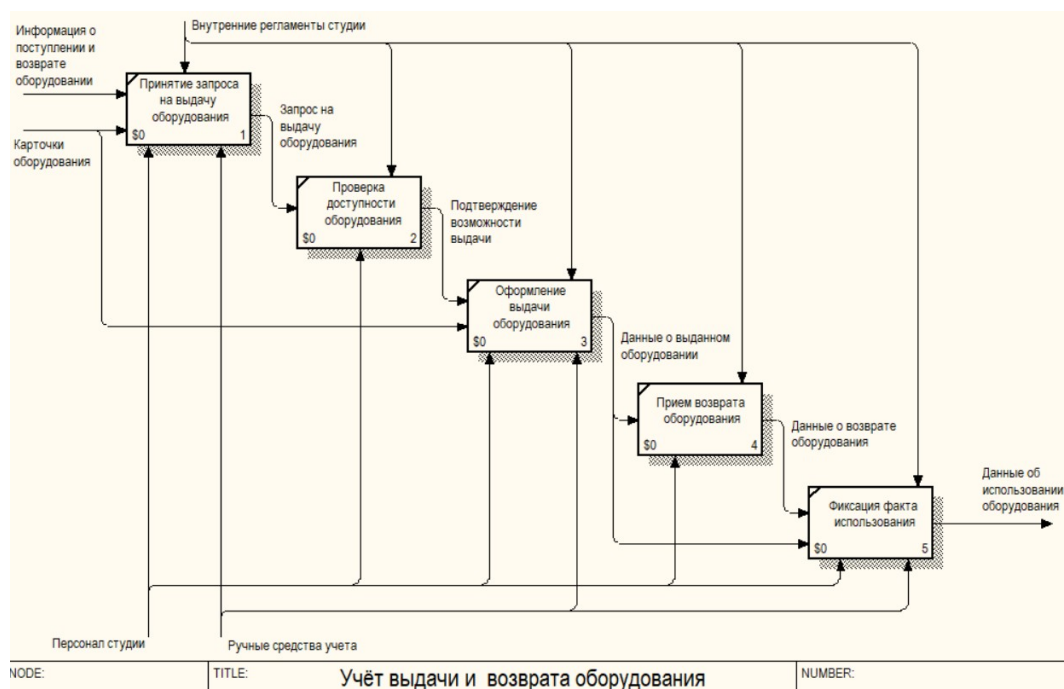 Информация о
поступлении и
возврате
оборудовании
Внутренние регламенты студии
Принятие запроса
на выдачу
оборудования
$0 1
Карточки
оборудования
Запрос на
выдачу
оборудования
Проверка
доступности
оборудования
$0 2
Подтверждение
возможности
выдачи
Оформление
выдачи
оборудования
$0 3
Данные о выданном
оборудовании
Прием возврата
оборудования
$0 4
Данные о возврате
оборудования
Фиксация факта
использования
$0 5
Данные об
использовании
оборудования
Персонал студии
Ручные средства учета
NODE:
TITLE:
Учёт выдачи и возврата оборудования
NUMBER: